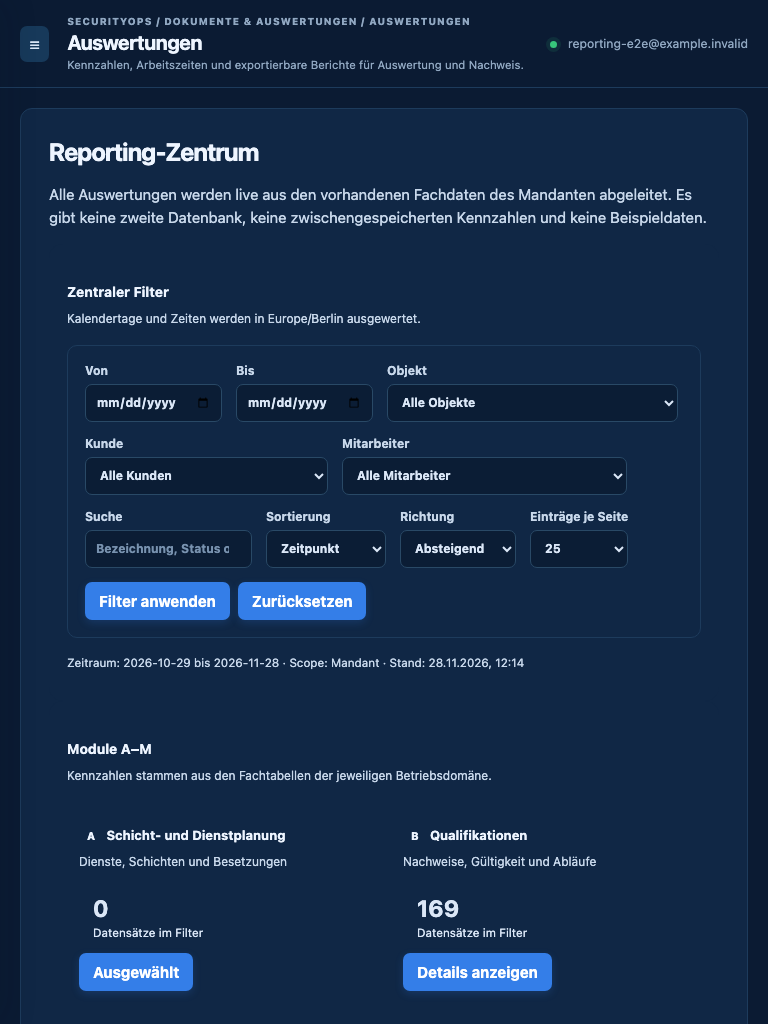 SECURITYOPS / DOKUMENTE & AUSWERTUNGEN / AUSWERTUNGEN
Auswertungen
Kennzahlen, Arbeitszeiten und exportierbare Berichte für Auswertung und Nachweis.
reporting-e2e@example.invalid
Reporting-Zentrum
Alle Auswertungen werden live aus den vorhandenen Fachdaten des Mandanten abgeleitet. Es
gibt keine zweite Datenbank, keine zwischengespeicherten Kennzahlen und keine Beispieldaten.
Zentraler Filter
Kalendertage und Zeiten werden in Europe/Berlin ausgewertet.
Von Bis Objekt
mm/dd/yyyy mm/dd/yyyy Alle Objekte
Kunde Mitarbeiter
Alle Kunden Alle Mitarbeiter
Suche Sortierung Richtung Einträge je Seite
Bezeichnung, Status o Zeitpunkt Absteigend 25
Filter anwenden Zurücksetzen
Zeitraum: 2026-10-29 bis 2026-11-28 · Scope: Mandant · Stand: 28.11.2026, 12:14
Module A–M
Kennzahlen stammen aus den Fachtabellen der jeweiligen Betriebsdomäne.
A Schicht- und Dienstplanung B Qualifikationen
Dienste, Schichten und Besetzungen Nachweise, Gültigkeit und Abläufe
0 169
Datensätze im Filter Datensätze im Filter
Ausgewählt Details anzeigen